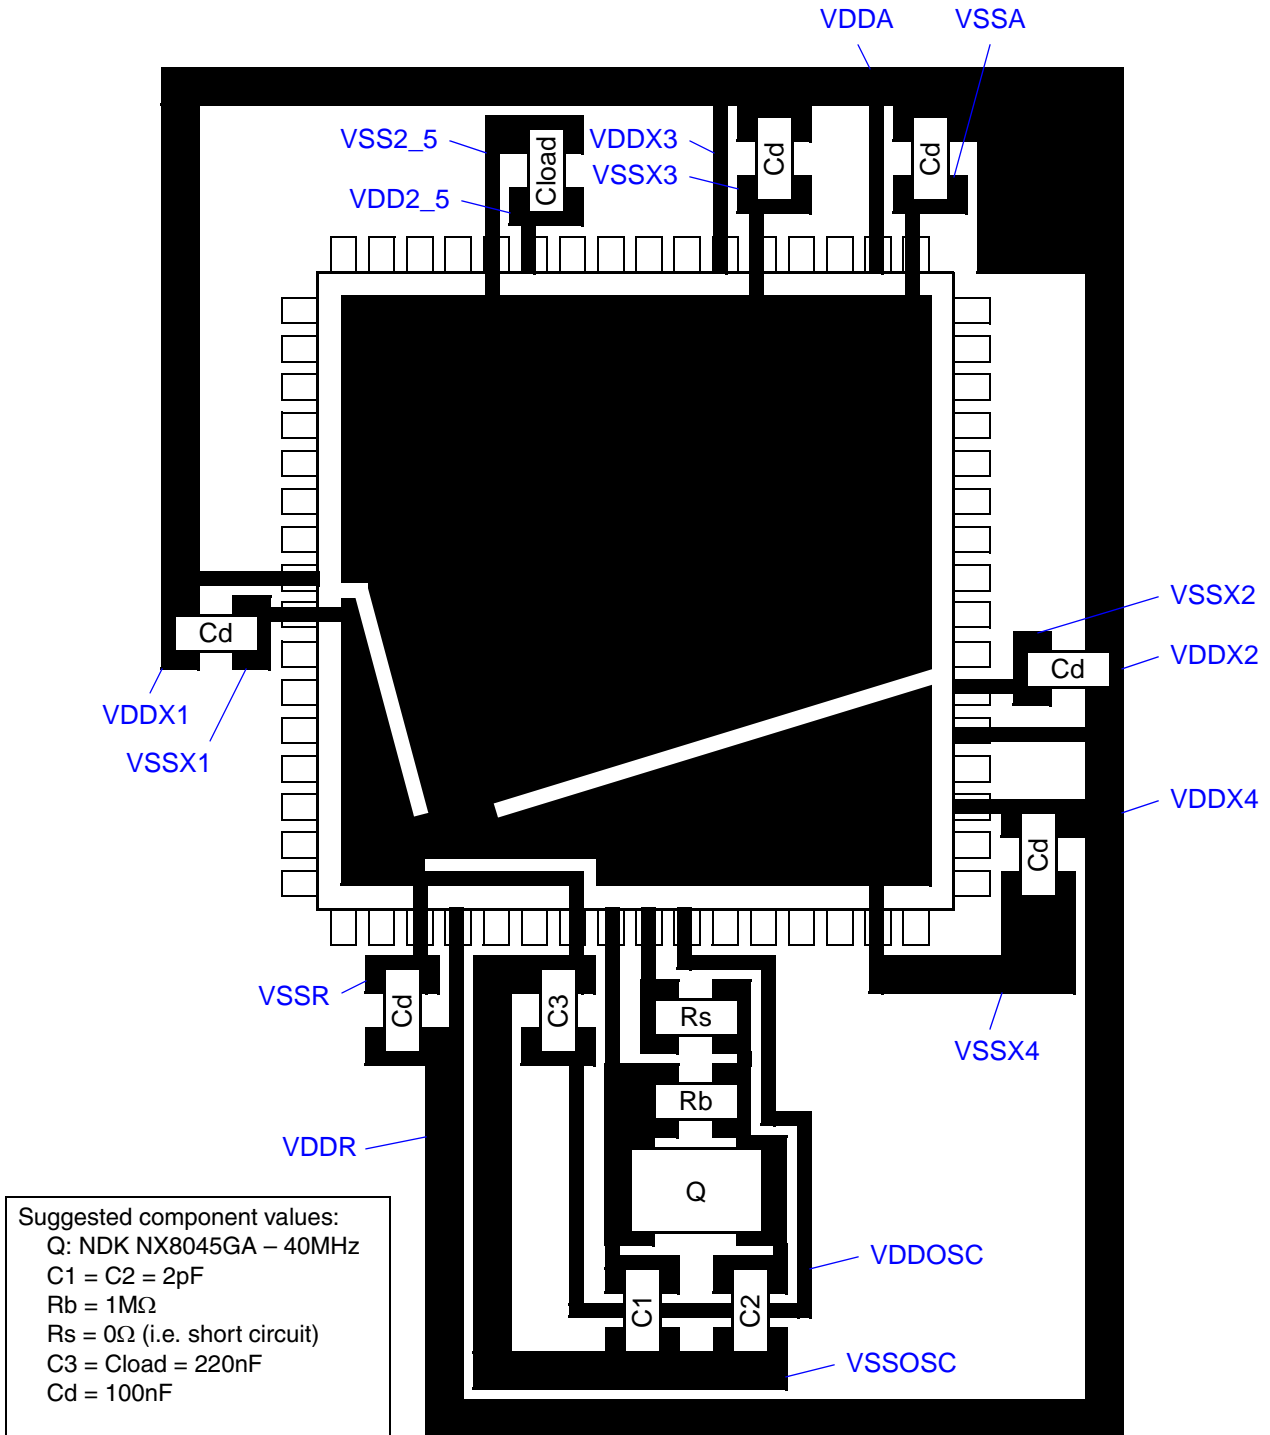 VDDA VSSA
VSS2_5
Cload
VDDX3
Cd
Cd
VSSX3
VDD2_5
VSSX2
Cd
VDDX2
Cd
VDDX1
VSSX1
VDDX4
Cd
VSSR
Cd
C3
Rs
VSSX4
Rb
VDDR
Q
VDDOSC
C1
C2
VSSOSC
Suggested component values:
Q: NDK NX8045GA – 40MHz
C1 = C2 = 2pF
Rb = 1MΩ
Rs = 0Ω (i.e. short circuit)
C3 = Cload = 220nF
Cd = 100nF